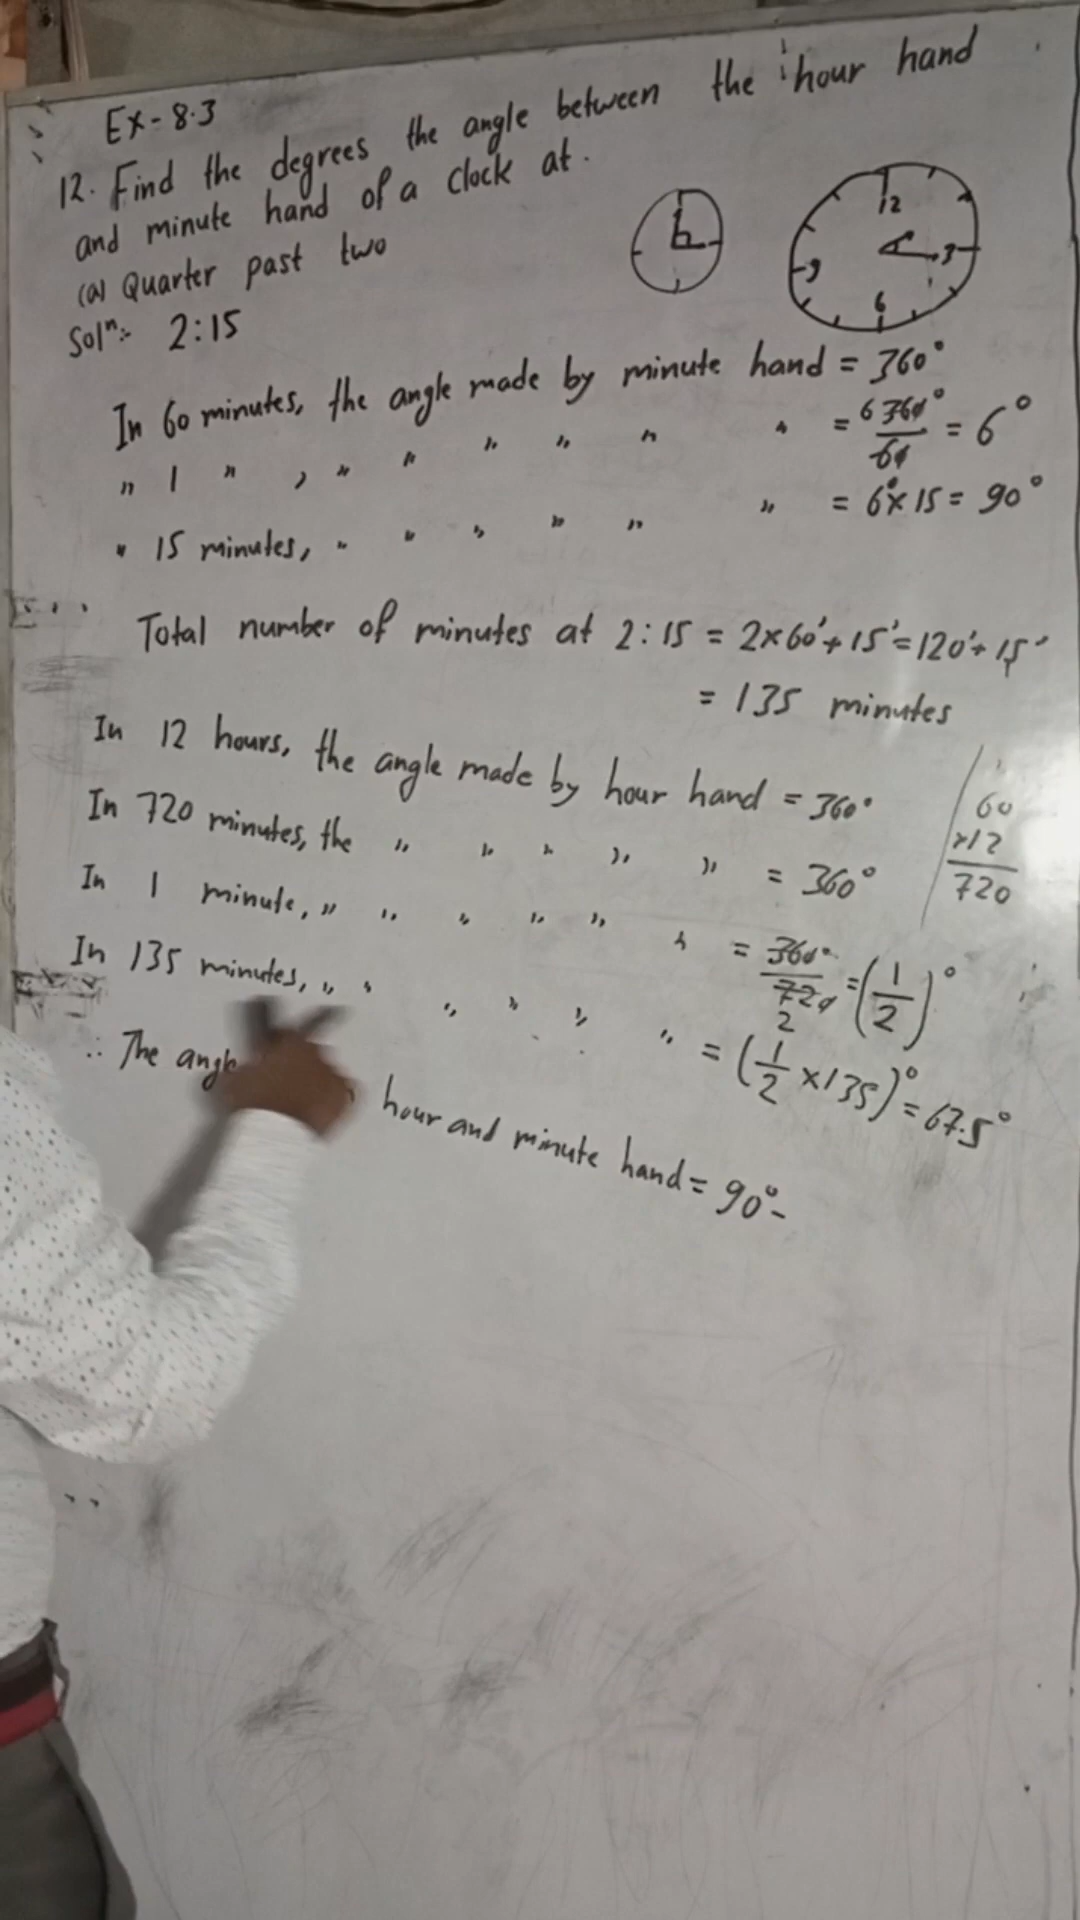 Ex-8.3
12. Find the degrees the angle between the hour hand
and minute hand of a clock at.
(a) Quarter past two
Solⁿ:- 2:15
12
3
6
9
In 60 minutes, the angle made by minute hand = 360°
" 1 " , " " " " " " = 6 360°/60 = 6°
" 15 minutes, " " " " " " = 6°×15 = 90°
Total number of minutes at 2:15 = 2×60'+15'=120'+15'
= 135 minutes
In 12 hours, the angle made by hour hand = 360°
In 720 minutes, the " " " " " = 360°
60
×12
720
In 1 minute, " " " " " " = 360°/720 2 = (1/2)°
In 135 minutes, " " " " " " = (1/2 ×135)° = 67.5°
∴ The hour and minute hand = 90°-